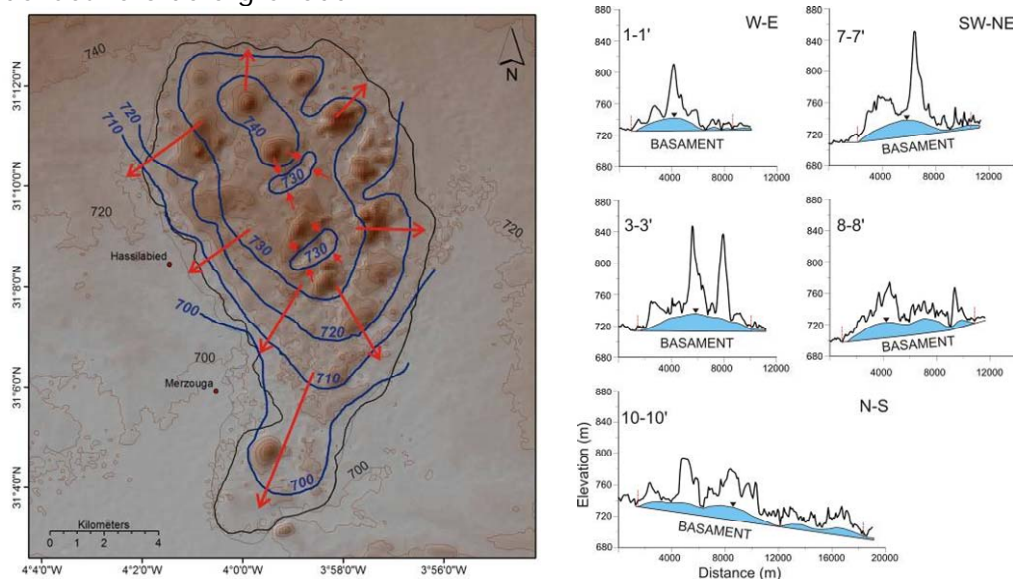 740
N
31°12'0"N
31°10'0"N
31°8'0"N
31°6'0"N
31°4'0"N
720
710
740
730
720
720
Hassilabied
730
730
700
720
700
710
Merzouga
700
700
Kilometers
0 2 4
4°4'0"W 4°2'0"W 4°0'0"W 3°58'0"W 3°56'0"W
W-E
1-1'
880
840
800
760
720
680
BASAMENT
4000 8000 12000
SW-NE
7-7'
880
840
800
760
720
680
BASAMENT
4000 8000 12000
3-3'
880
840
800
760
720
680
BASAMENT
4000 8000 12000
8-8'
880
840
800
760
720
680
BASAMENT
4000 8000 12000
N-S
10-10'
Elevation (m)
880
840
800
760
720
680
BASAMENT
4000 8000 12000 16000 20000
Distance (m)